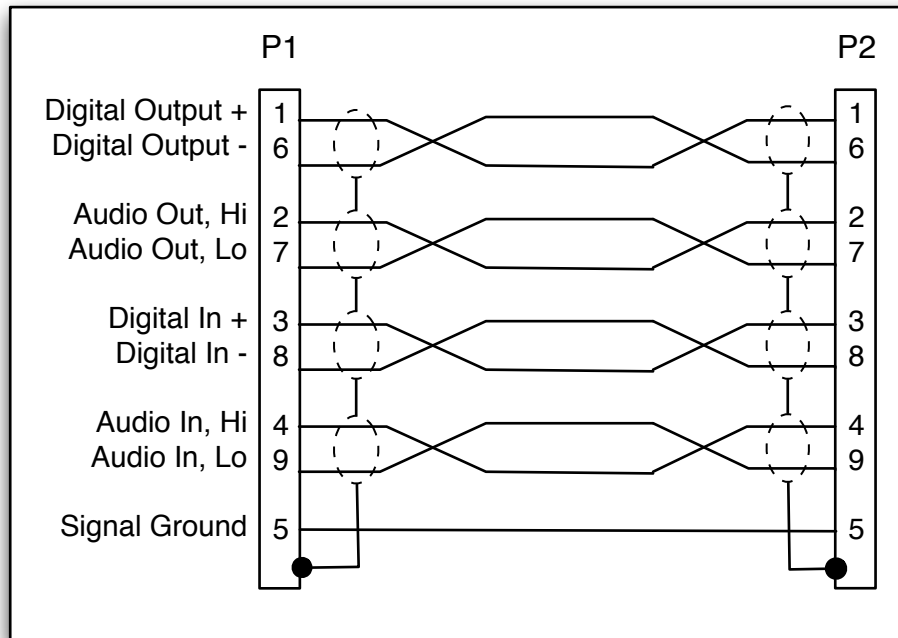 P1 P2
Digital Output + 1 1
Digital Output - 6 6
Audio Out, Hi 2 2
Audio Out, Lo 7 7
Digital In + 3 3
Digital In - 8 8
Audio In, Hi 4 4
Audio In, Lo 9 9
Signal Ground 5 5